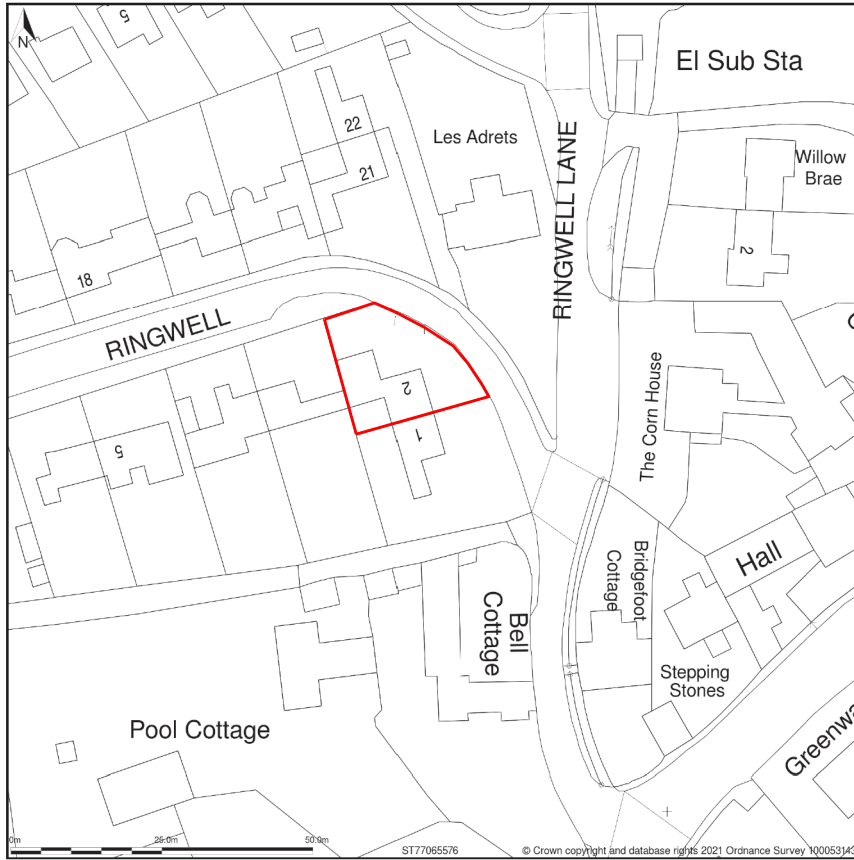 5
N
El Sub Sta
22
Les Adrets
21
RINGWELL LANE
Willow
Brae
2
18
RINGWELL
2
1
5
The Corn House
Bridgefoot
Cottage
Hall
Bell
Cottage
Stepping
Stones
Pool Cottage
Greenwa
0m
25.0m
50.0m
ST77065576
© Crown copyright and database rights 2021 Ordnance Survey 100053143